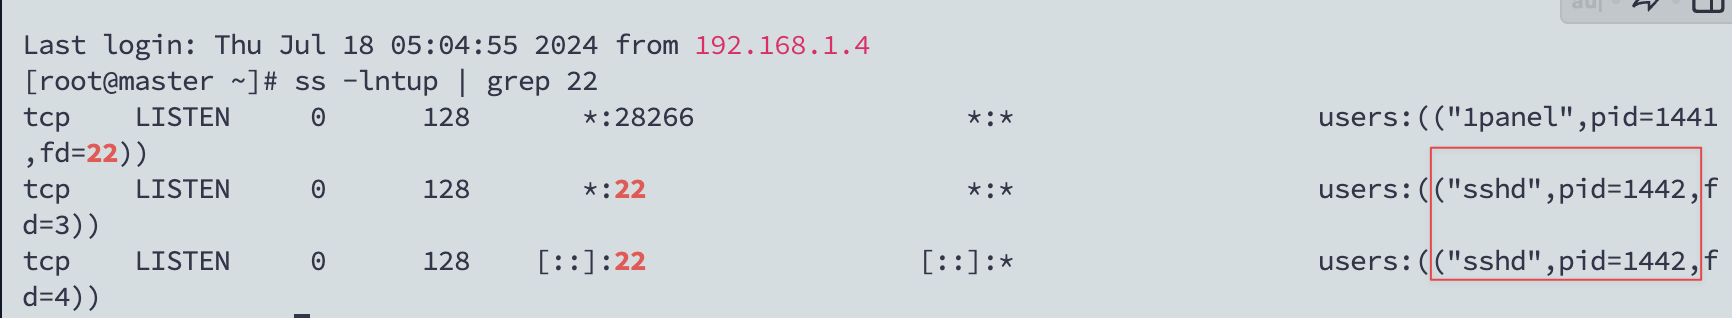 Last login: Thu Jul 18 05:04:55 2024 from 192.168.1.4
[root@master ~]# ss -lntup | grep 22
tcp    LISTEN     0      128       *:28266                 *:*                   users:(("1panel",pid=1441
,fd=22))
tcp    LISTEN     0      128       *:22                    *:*                   users:(("sshd",pid=1442,f
d=3))
tcp    LISTEN     0      128    [::]:22                 [::]:*                   users:(("sshd",pid=1442,f
d=4))